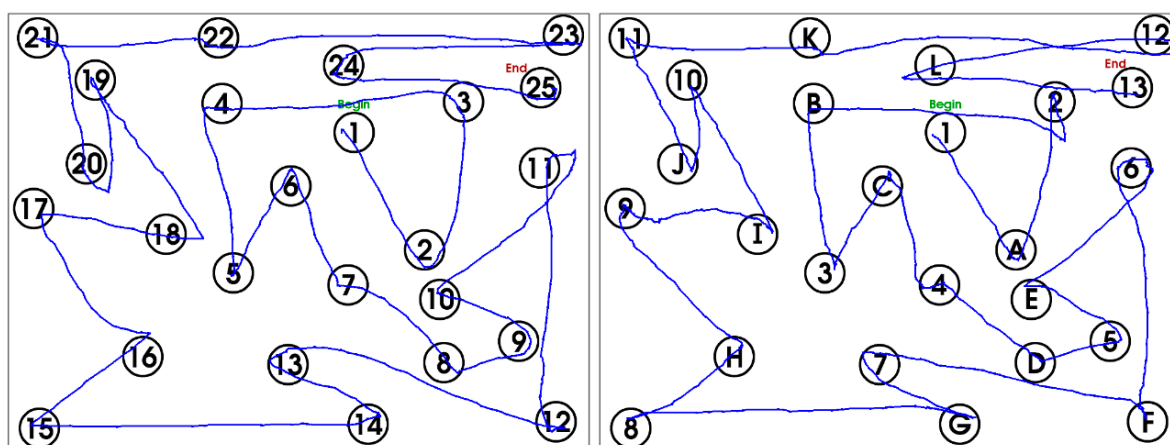 21 22 23 11 K 12
24 L
19 End 10 End
4 3 25 B 2 13
Begin Begin
1 1
20 11 J 6
6 C
17 9
18 2 I A
5 7 10 3 4 E
9 5
16 13 8 H 7 D
15 14 12 8 G F